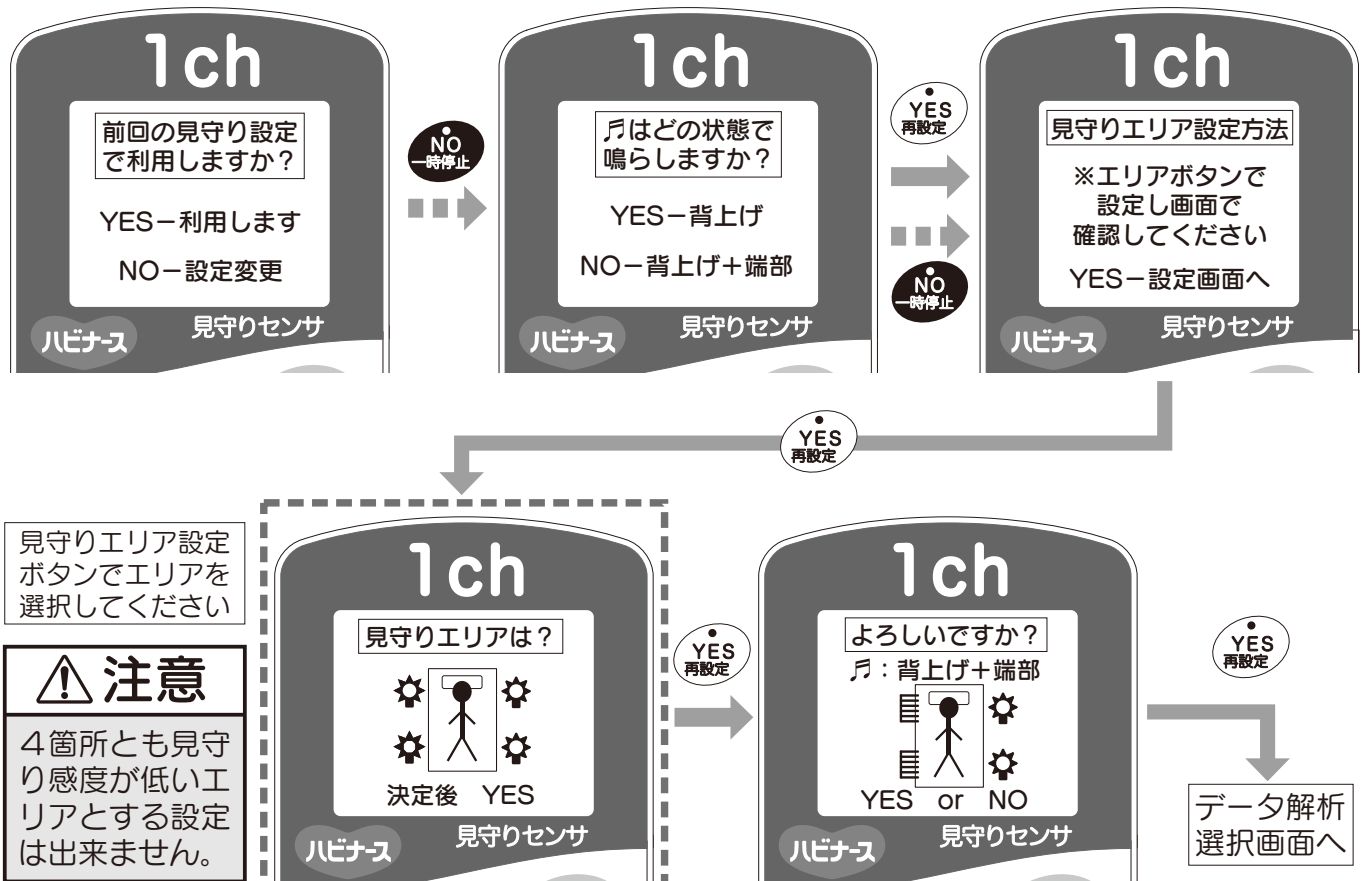 1ch
前回の見守り設定
で利用しますか？
YES－利用します
NO－設定変更
ハビナース
見守りセンサ
NO
一時停止
1ch
♬はどの状態で
鳴らしますか？
YES－背上げ
NO－背上げ＋端部
ハビナース
見守りセンサ
YES
再設定
NO
一時停止
1ch
見守りエリア設定方法
※エリアボタンで
設定し画面で
確認してください
YES－設定画面へ
ハビナース
見守りセンサ
YES
再設定
見守りエリア設定
ボタンでエリアを
選択してください
注意
4箇所とも見守
り感度が低いエ
リアとする設定
は出来ません。
1ch
見守りエリアは？
決定後 YES
ハビナース
見守りセンサ
YES
再設定
1ch
よろしいですか？
♬：背上げ＋端部
YES or NO
ハビナース
見守りセンサ
YES
再設定
データ解析
選択画面へ